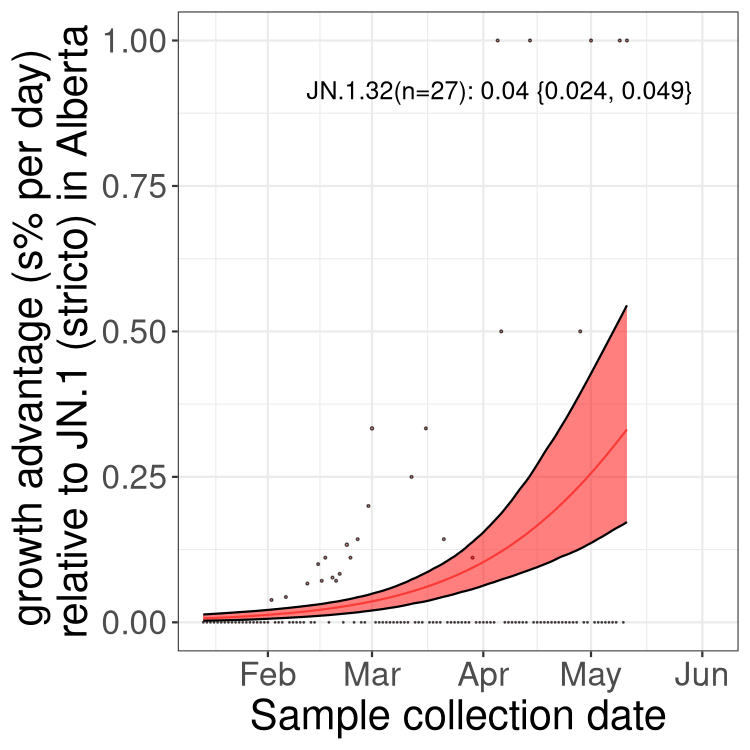 growth advantage (s% per day)
relative to JN.1 (stricto) in Alberta
1.00
0.75
0.50
0.25
0.00
JN.1.32(n=27): 0.04 {0.024, 0.049}
Feb Mar Apr May Jun
Sample collection date